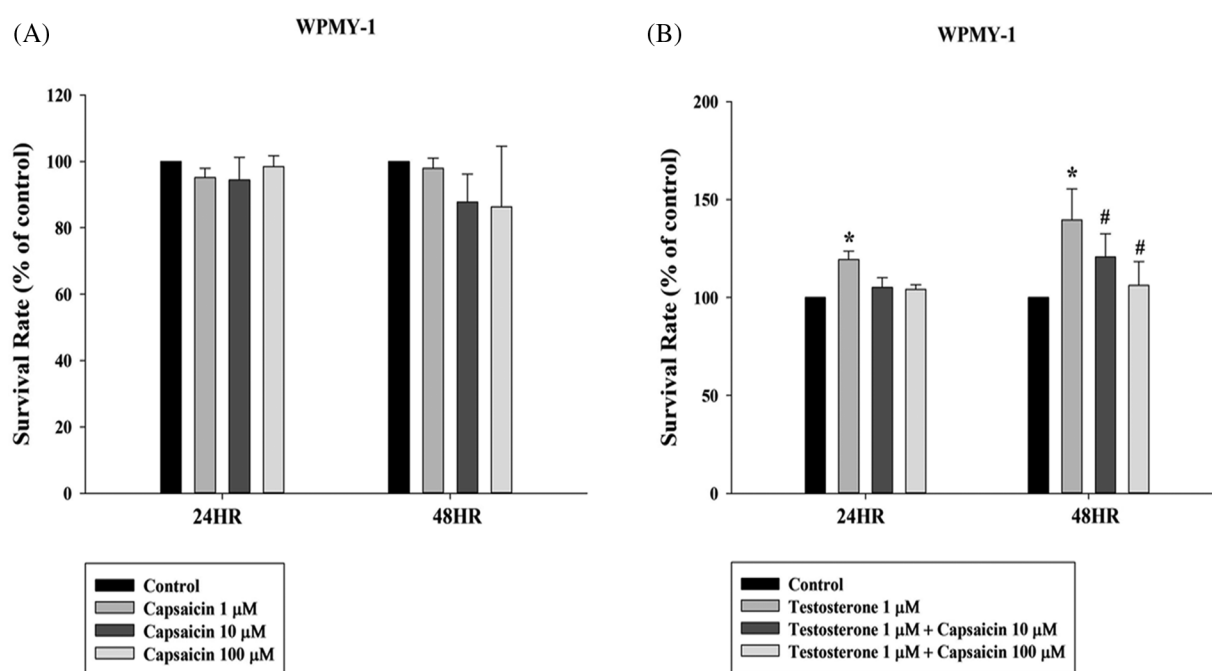 (A)
WPMY-1
Survival Rate (% of control)
120
100
80
60
40
20
0
24HR
48HR
Control
Capsaicin 1 μM
Capsaicin 10 μM
Capsaicin 100 μM
(B)
WPMY-1
Survival Rate (% of control)
200
150
100
50
0
*
*
#
#
24HR
48HR
Control
Testosterone 1 μM
Testosterone 1 μM + Capsaicin 10 μM
Testosterone 1 μM + Capsaicin 100 μM